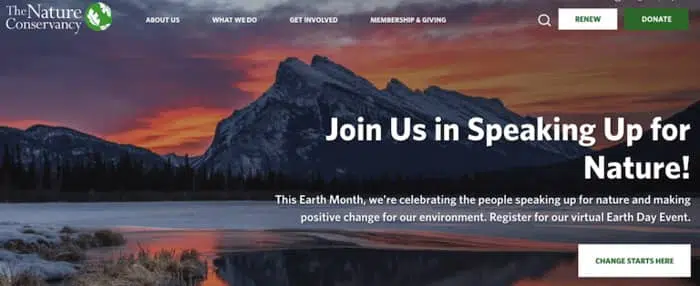 The Nature
Conservancy
ABOUT US
WHAT WE DO
GET INVOLVED
MEMBERSHIP & GIVING
RENEW
DONATE
Join Us in Speaking Up for
Nature!
This Earth Month, we're celebrating the people speaking up for nature and making
positive change for our environment. Register for our virtual Earth Day Event.
CHANGE STARTS HERE